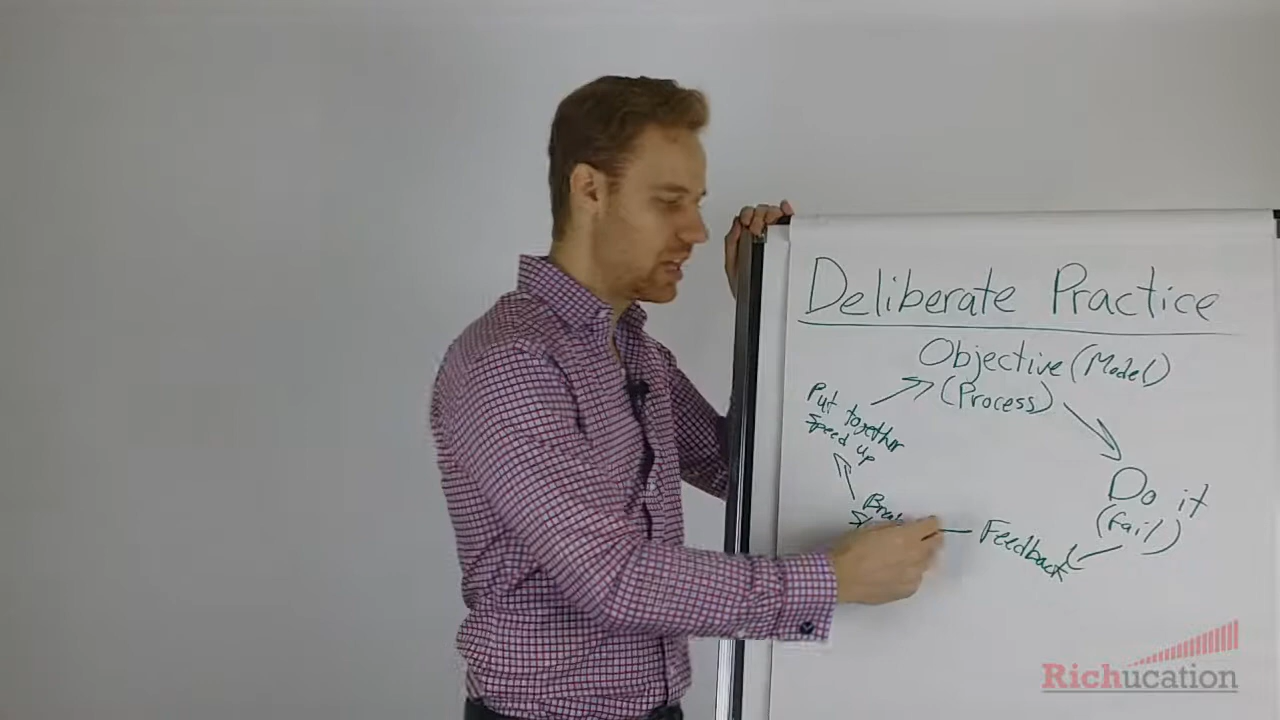 Deliberate Practice
Objective (Model)
(Process)
Put together
Speed up
Do it
(fail)
Feedback
Richucation